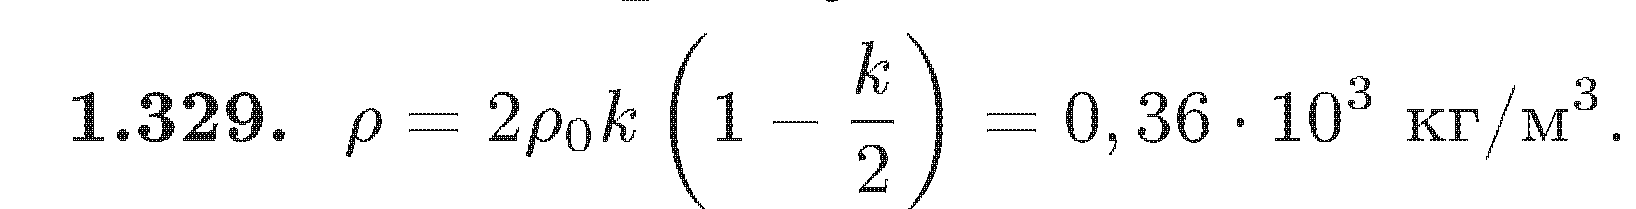 1.329. ρ = 2ρ₀k (1 − k/2) = 0,36 · 10³ кг/м³.